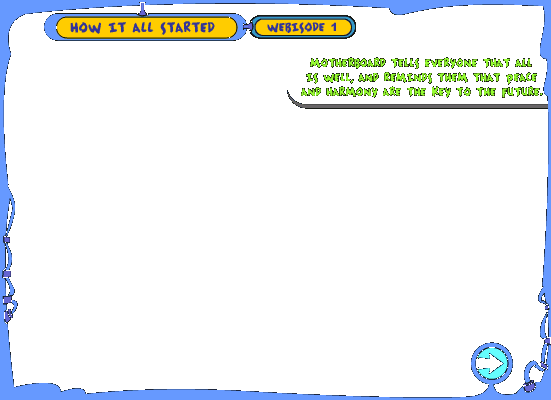 HOW IT ALL STARTED
WEBISODE 1
MOTHERBOARD TELLS EVERYONE THAT ALL
IS WELL, AND REMINDS THEM THAT PEACE
AND HARMONY ARE THE KEY TO THE FUTURE.